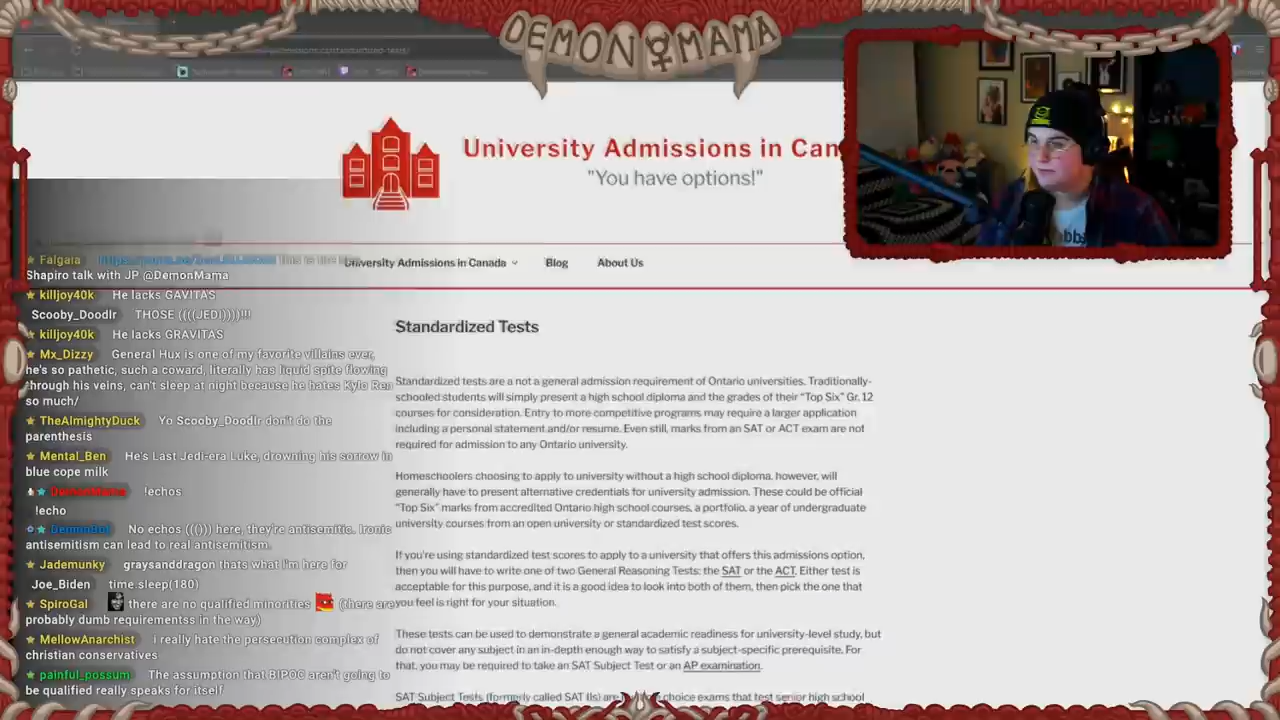 DEMON MAMA
University Admissions in Can
"You have options!"
University Admissions in Canada
Blog
About Us
Falgaia this is the
Shapiro talk with JP @DemonMama
killjoy40k He lacks GAVITAS
Scooby_Doodlr THOSE ((((JEDI))))!!!
killjoy40k He lacks GRAVITAS
Mx_Dizzy General Hux is one of my favorite villains ever,
he's so pathetic, such a coward, literally has liquid spite flowing
through his veins, can't sleep at night because he hates Kylo Ren
so much/
TheAlmightyDuck Yo Scooby_Doodlr don't do the
parenthesis
Mental_Ben He's Last Jedi-era Luke, drowning his sorrow in
blue cope milk
DemonMama !echos
!echo
DemonBot No echos ((())) here, they're antisemitic. Ironic
antisemitism can lead to real antisemitism.
Jademunky graysanddragon thats what I'm here for
Joe_Biden time.sleep(180)
SpiroGal there are no qualified minorities (there are
probably dumb requirementss in the way)
MellowAnarchist i really hate the persecution complex of
christian conservatives
painful_possum The assumption that BIPOC aren't going to
be qualified really speaks for itself
Standardized Tests
Standardized tests are a not a general admission requirement of Ontario universities. Traditionally-
schooled students will simply present a high school diploma and the grades of their "Top Six" Gr. 12
courses for consideration. Entry to more competitive programs may require a larger application
including a personal statement and/or resume. Even still, marks from an SAT or ACT exam are not
required for admission to any Ontario university.
Homeschoolers choosing to apply to university without a high school diploma, however, will
generally have to present alternative credentials for university admission. These could be official
"Top Six" marks from accredited Ontario high school courses, a portfolio, a year of undergraduate
university courses from an open university or standardized test scores.
If you're using standardized test scores to apply to a university that offers this admissions option,
then you will have to write one of two General Reasoning Tests: the SAT or the ACT. Either test is
acceptable for this purpose, and it is a good idea to look into both of them, then pick the one that
you feel is right for your situation.
These tests can be used to demonstrate a general academic readiness for university-level study, but
do not cover any subject in an in-depth enough way to satisfy a subject-specific prerequisite. For
that, you may be required to take an SAT Subject Test or an AP examination.
SAT Subject Tests (formerly called SAT IIs) are choice exams that test senior high school